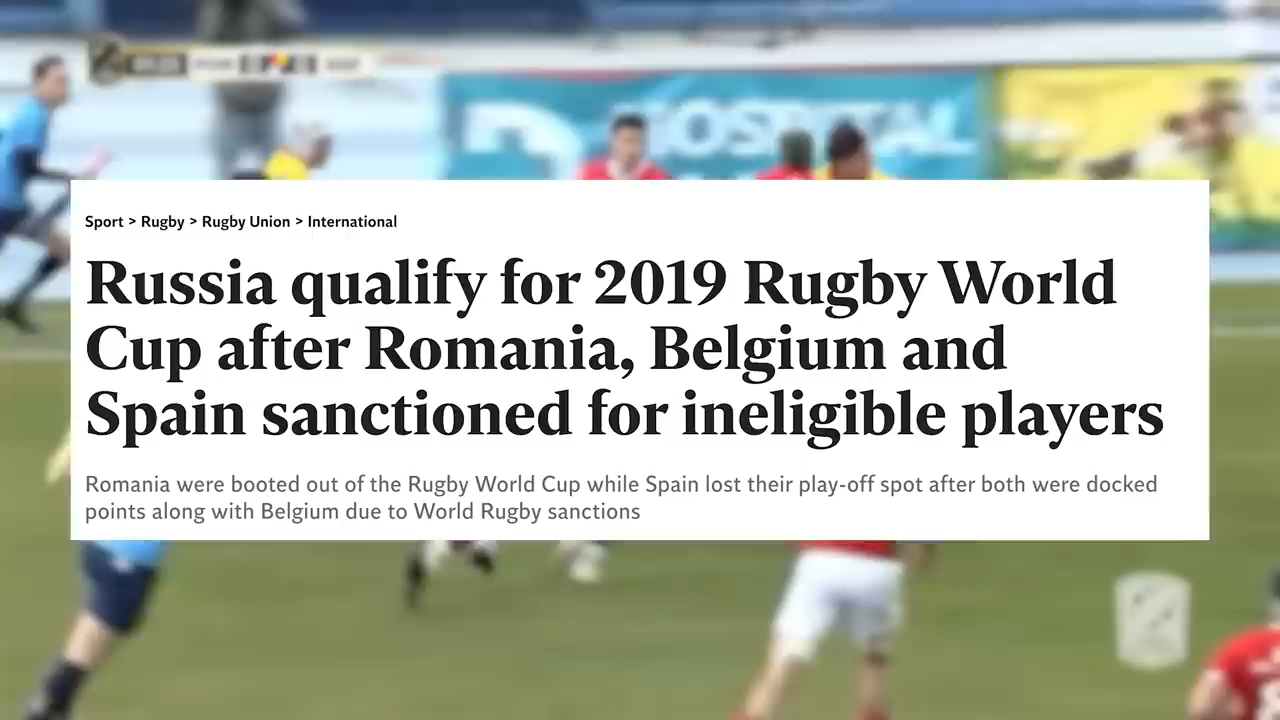 HOSPITAL
Sport > Rugby > Rugby Union > International
Russia qualify for 2019 Rugby World
Cup after Romania, Belgium and
Spain sanctioned for ineligible players
Romania were booted out of the Rugby World Cup while Spain lost their play-off spot after both were docked
points along with Belgium due to World Rugby sanctions